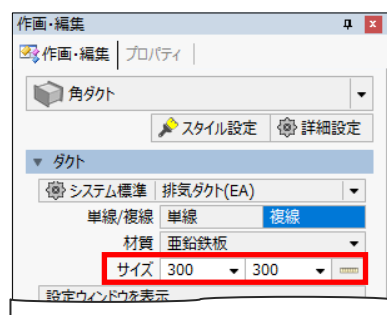 作画・編集
作画・編集 プロパティ
角ダクト
スタイル設定 詳細設定
ダクト
システム標準 排気ダクト(EA)
単線/複線 単線 複線
材質 亜鉛鉄板
サイズ 300 300
設定ウィンドウを表示